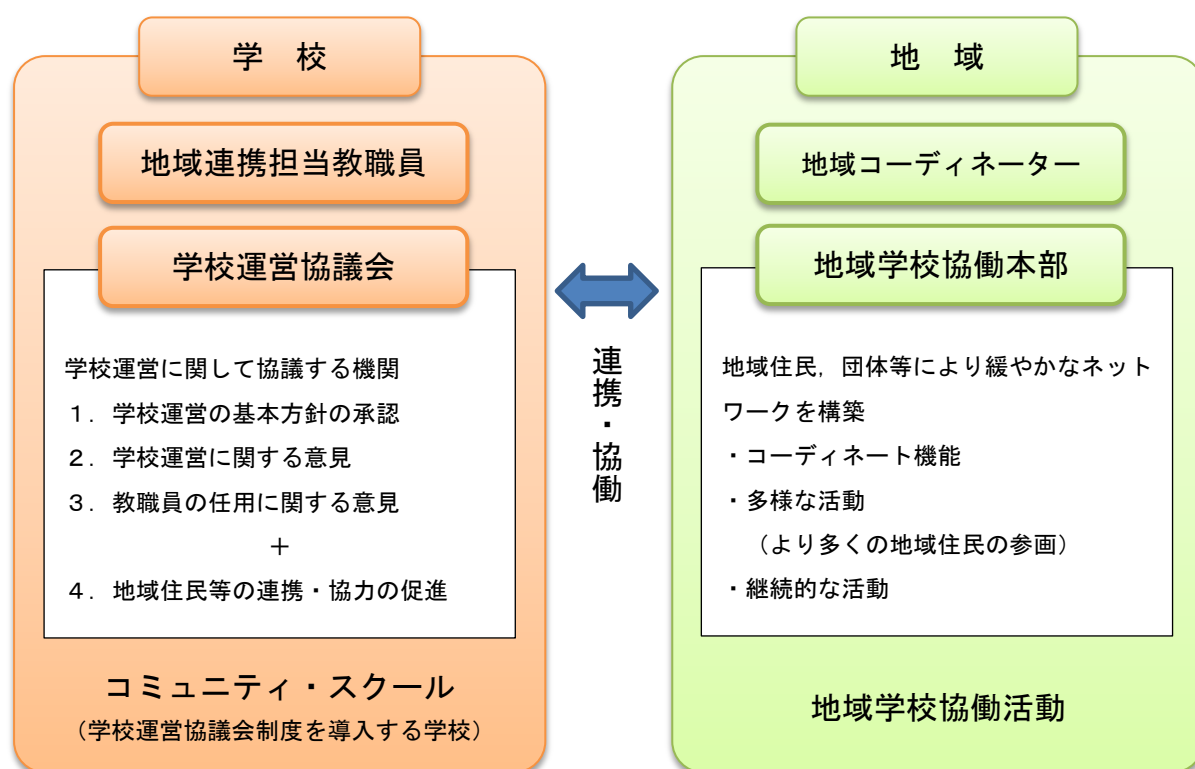 学　校
地域連携担当教職員
学校運営協議会
学校運営に関して協議する機関
１．学校運営の基本方針の承認
２．学校運営に関する意見
３．教職員の任用に関する意見
＋
４．地域住民等の連携・協力の促進
コミュニティ・スクール
（学校運営協議会制度を導入する学校）
連携・協働
地　域
地域コーディネーター
地域学校協働本部
地域住民，団体等により緩やかなネット
ワークを構築
・コーディネート機能
・多様な活動
（より多くの地域住民の参画）
・継続的な活動
地域学校協働活動